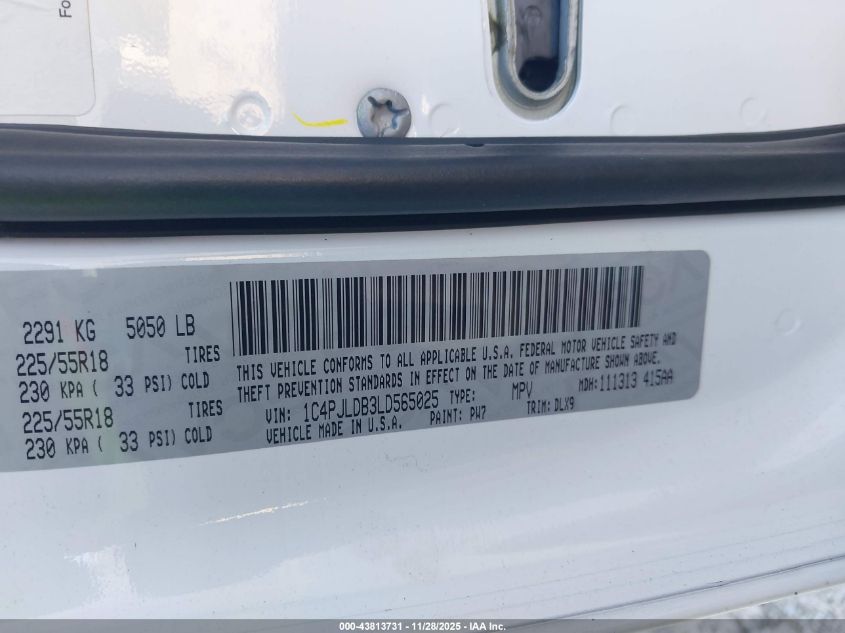 Fo
2291 KG 5050 LB
225/55R18 TIRES
230 KPA ( 33 PSI) COLD
225/55R18 TIRES
230 KPA ( 33 PSI) COLD
THIS VEHICLE CONFORMS TO ALL APPLICABLE U.S.A. FEDERAL MOTOR VEHICLE SAFETY AND
THEFT PREVENTION STANDARDS IN EFFECT ON THE DATE OF MANUFACTURE SHOWN ABOVE.
VIN: 1C4PJLDB3LD565025 TYPE: MPV MDH:111313 415AA
VEHICLE MADE IN U.S.A. PAINT: PW7 TRIM: DLX9
000-43813731 - 11/28/2025 - IAA Inc.